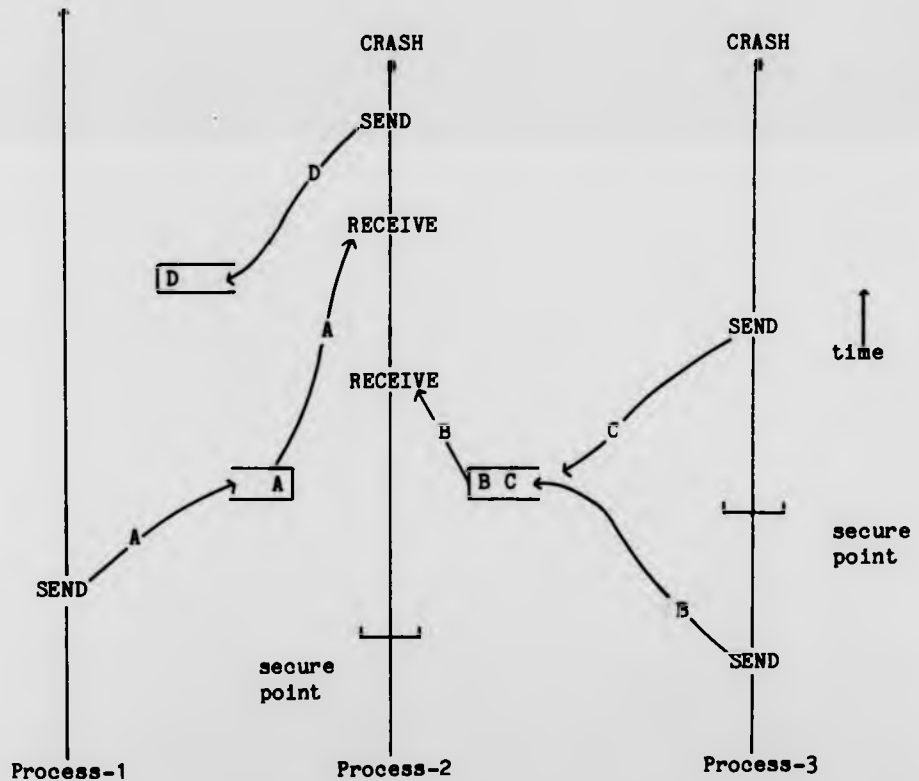 CRASH
CRASH
SEND
D
RECEIVE
D
A
SEND
time
RECEIVE
B
C
A
B C
A
secure
point
SEND
B
secure
point
SEND
Process-1
Process-2
Process-3